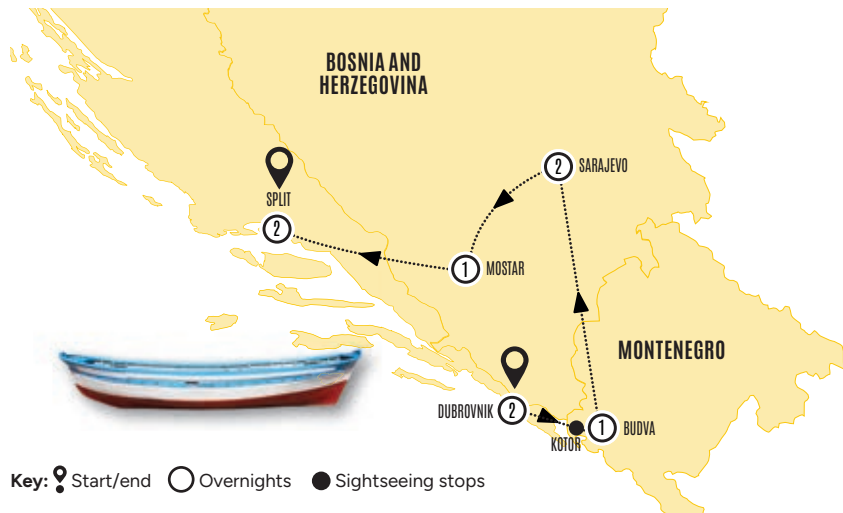 BOSNIA AND
HERZEGOVINA
2
SARAJEVO
SPLIT
2
1
MOSTAR
MONTENEGRO
DUBROVNIK
2
1
BUDVA
KOTOR
Key: Start/end Overnights Sightseeing stops